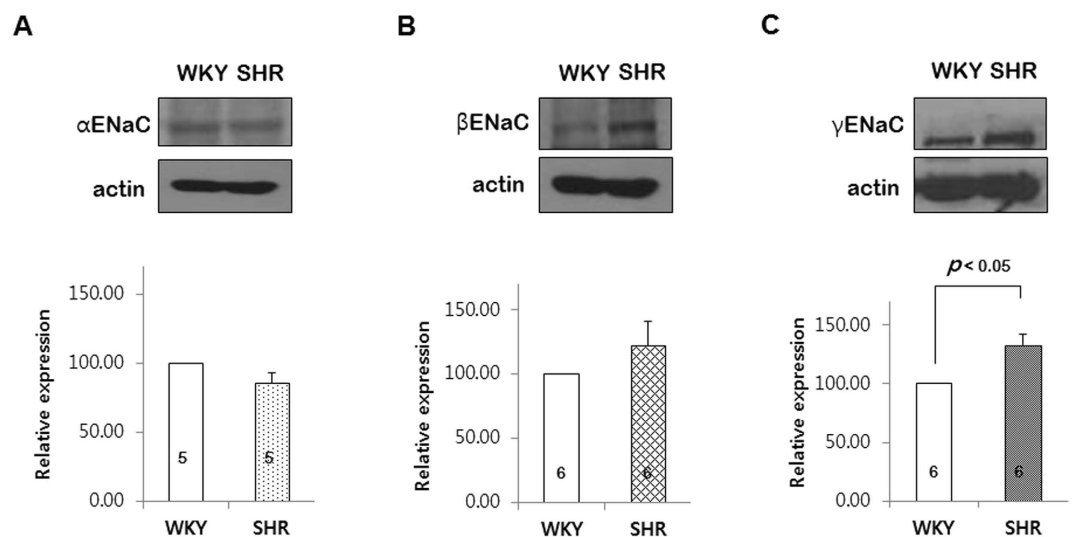 A
WKY SHR
αENaC
actin
Relative expression
150.00
100.00
50.00
0.00
5
5
WKY SHR
B
WKY SHR
βENaC
actin
Relative expression
150.00
100.00
50.00
0.00
6
6
WKY SHR
C
WKY SHR
γENaC
actin
p < 0.05
Relative expression
150.00
100.00
50.00
0.00
6
6
WKY SHR